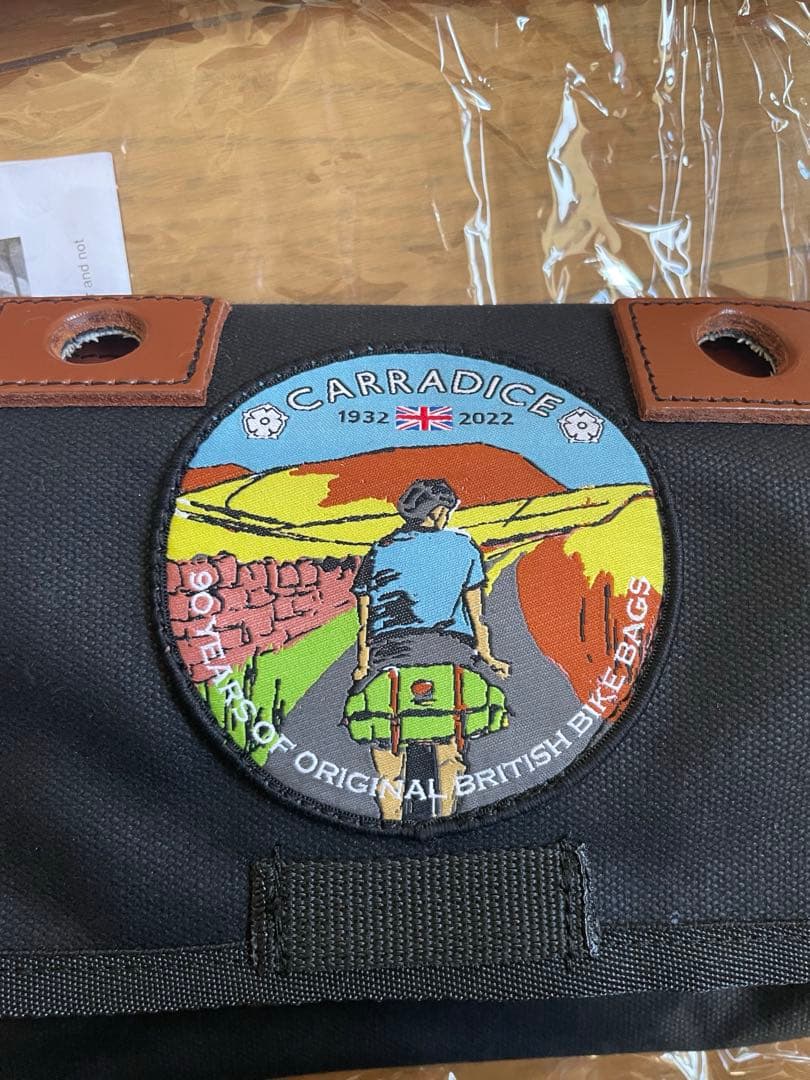 and not
CARRADICE
1932 2022
90 YEARS OF ORIGINAL BRITISH BIKE BAGS